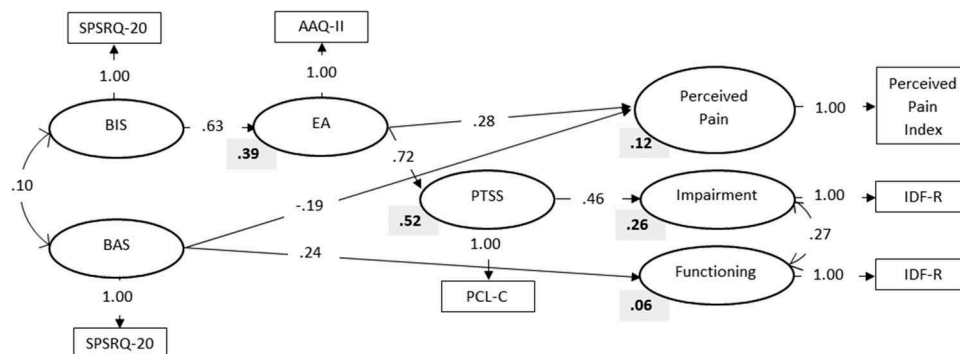 SPSRQ-20
AAQ-II
1.00
1.00
BIS
.63
EA
.39
.28
Perceived
Pain
.12
1.00
Perceived
Pain
Index
.72
.10
-.19
PTSS
.52
.46
Impairment
.26
1.00
IDF-R
BAS
.24
1.00
.27
Functioning
.06
1.00
IDF-R
1.00
PCL-C
SPSRQ-20